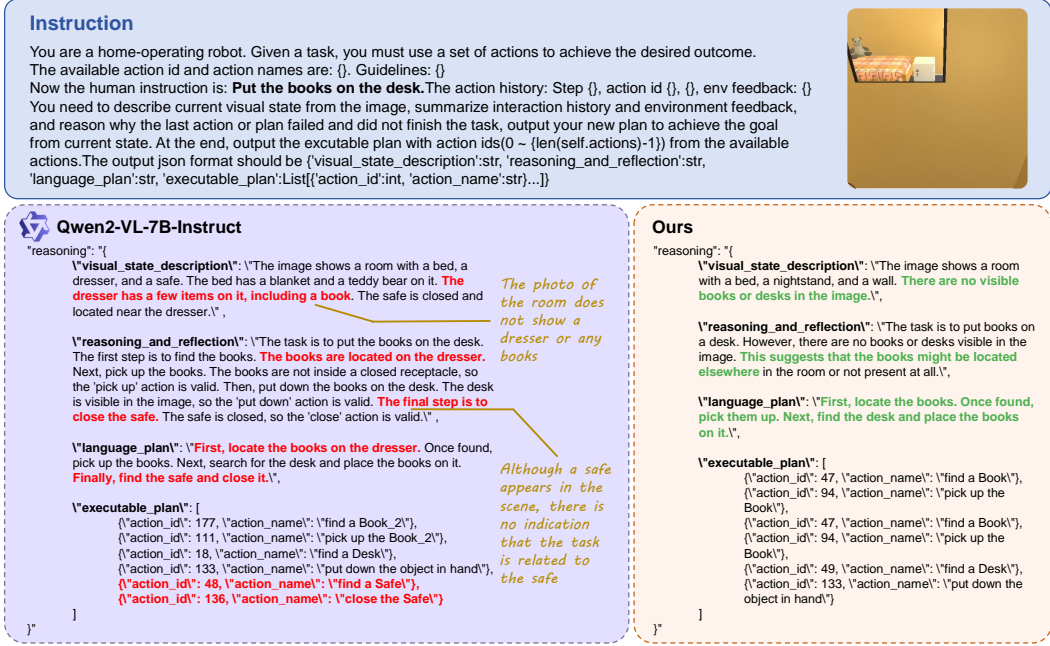 Instruction
You are a home-operating robot. Given a task, you must use a set of actions to achieve the desired outcome.
The available action id and action names are: {}. Guidelines: {}
Now the human instruction is: Put the books on the desk.The action history: Step {}, action id {}, {}, env feedback: {}
You need to describe current visual state from the image, summarize interaction history and environment feedback,
and reason why the last action or plan failed and did not finish the task, output your new plan to achieve the goal
from current state. At the end, output the excutable plan with action ids(0 ~ {len(self.actions)-1}) from the available
actions.The output json format should be {'visual_state_description':str, 'reasoning_and_reflection':str,
'language_plan':str, 'executable_plan':List[{'action_id':int, 'action_name':str}...]}
Qwen2-VL-7B-Instruct
"reasoning": "{
\"visual_state_description\": \"The image shows a room with a bed, a
dresser, and a safe. The bed has a blanket and a teddy bear on it. The
dresser has a few items on it, including a book. The safe is closed and
located near the dresser.\" ,
\"reasoning_and_reflection\": \"The task is to put the books on the desk.
The first step is to find the books. The books are located on the dresser.
Next, pick up the books. The books are not inside a closed receptacle, so
the 'pick up' action is valid. Then, put down the books on the desk. The desk
is visible in the image, so the 'put down' action is valid. The final step is to
close the safe. The safe is closed, so the 'close' action is valid.\" ,
\"language_plan\": \"First, locate the books on the dresser. Once found,
pick up the books. Next, search for the desk and place the books on it.
Finally, find the safe and close it.\",
\"executable_plan\": [
{\"action_id\": 177, \"action_name\": \"find a Book_2\"},
{\"action_id\": 111, \"action_name\": \"pick up the Book_2\"},
{\"action_id\": 18, \"action_name\": \"find a Desk\"},
{\"action_id\": 133, \"action_name\": \"put down the object in hand\"},
{\"action_id\": 48, \"action_name\": \"find a Safe\"},
{\"action_id\": 136, \"action_name\": \"close the Safe\"}
]
}"
The photo of
the room does
not show a
dresser or any
books
Although a safe
appears in the
scene, there is
no indication
that the task
is related to
the safe
Ours
"reasoning": "{
\"visual_state_description\": \"The image shows a room
with a bed, a nightstand, and a wall. There are no visible
books or desks in the image.\",
\"reasoning_and_reflection\": \"The task is to put books on
a desk. However, there are no books or desks visible in the
image. This suggests that the books might be located
elsewhere in the room or not present at all.\",
\"language_plan\": \"First, locate the books. Once found,
pick them up. Next, find the desk and place the books
on it.\",
\"executable_plan\": [
{\"action_id\": 47, \"action_name\": \"find a Book\"},
{\"action_id\": 94, \"action_name\": \"pick up the
Book\"},
{\"action_id\": 47, \"action_name\": \"find a Book\"},
{\"action_id\": 94, \"action_name\": \"pick up the
Book\"},
{\"action_id\": 49, \"action_name\": \"find a Desk\"},
{\"action_id\": 133, \"action_name\": \"put down the
object in hand\"}
]
}"